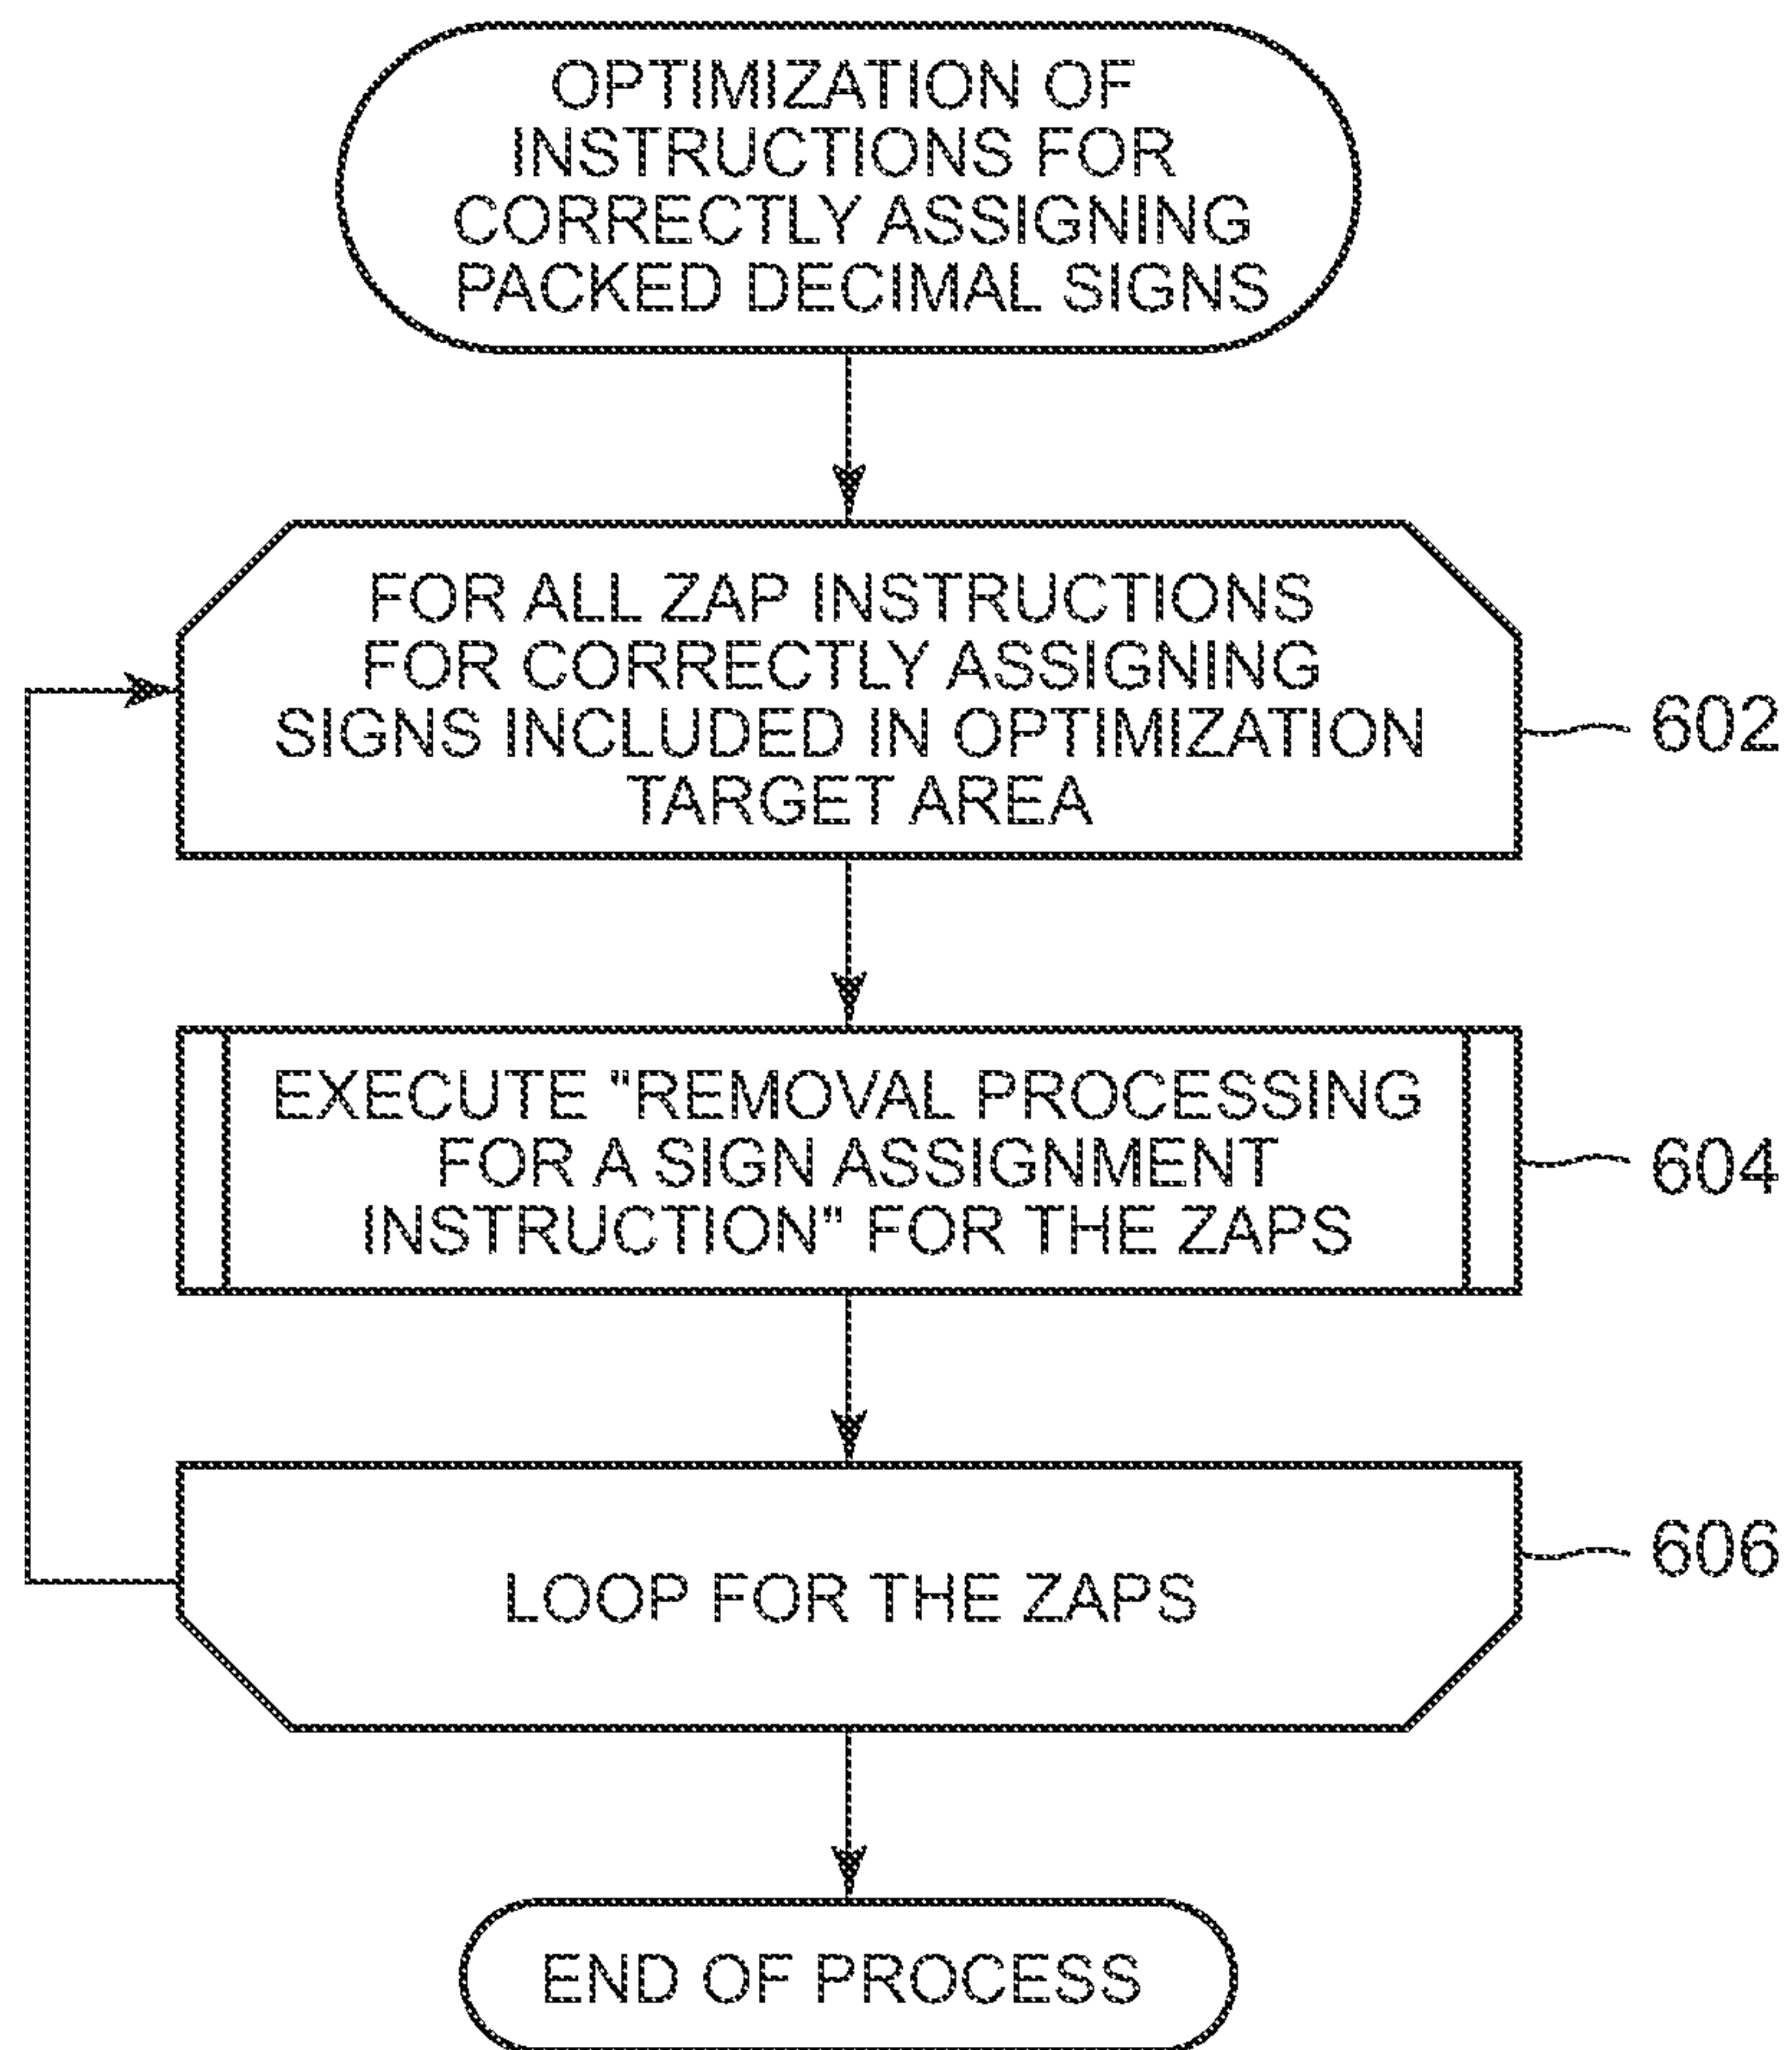 OPTIMIZATION OF
INSTRUCTIONS FOR
CORRECTLY ASSIGNING
PACKED DECIMAL SIGNS
FOR ALL ZAP INSTRUCTIONS
FOR CORRECTLY ASSIGNING
SIGNS INCLUDED IN OPTIMIZATION
TARGET AREA
602
EXECUTE "REMOVAL PROCESSING
FOR A SIGN ASSIGNMENT
INSTRUCTION" FOR THE ZAPS
604
LOOP FOR THE ZAPS
606
END OF PROCESS